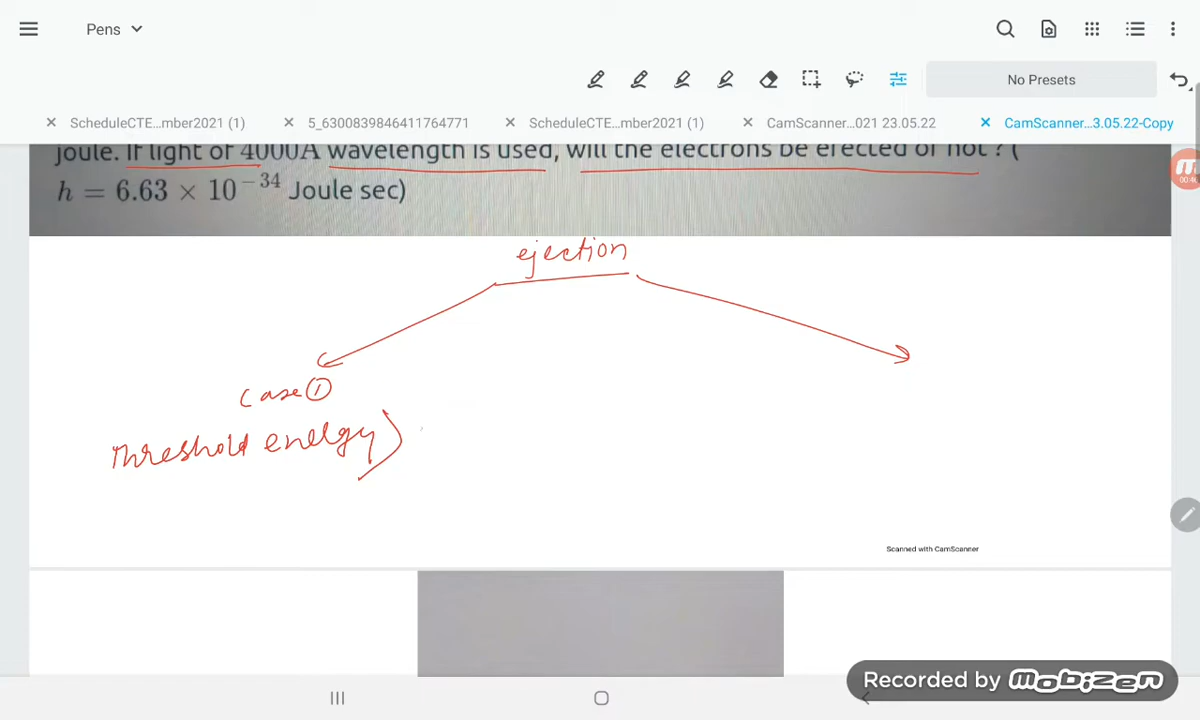 Pens
No Presets
ScheduleCTE...mber2021 (1)
5_6300839846411764771
ScheduleCTE...mber2021 (1)
CamScanner...021 23.05.22
CamScanner...3.05.22-Copy
joule. If light of 4000A wavelength is used, will the electrons be erected or not ? (
h = 6.63 × 10⁻³⁴ Joule sec)
ejection
case ①
Threshold energy >
Scanned with CamScanner
Recorded by mobizen